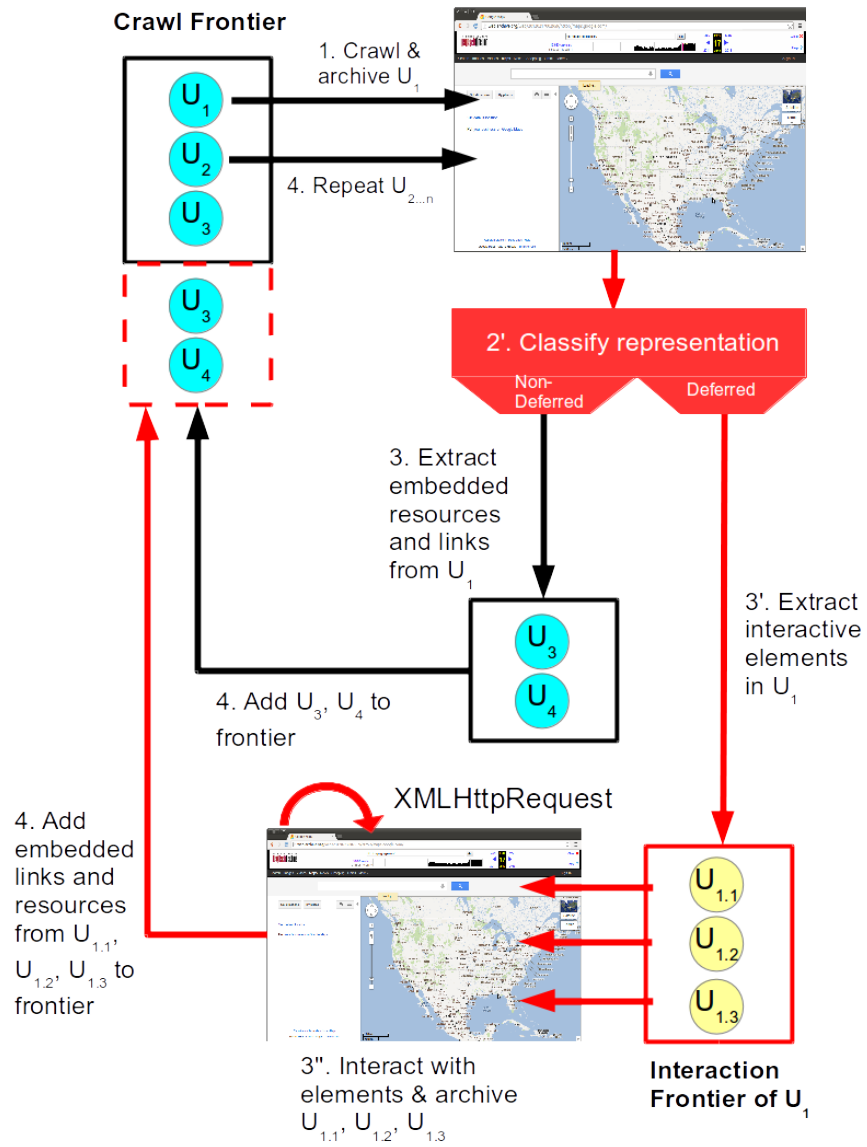 Crawl Frontier
1. Crawl &
archive U1
U1
U2
U3
4. Repeat U2...n
U3
U4
2'. Classify representation
Non-
Deferred
Deferred
3. Extract
embedded
resources
and links
from U1
3'. Extract
interactive
elements
in U1
U3
U4
4. Add U3, U4 to
frontier
XMLHttpRequest
4. Add
embedded
links and
resources
from U1.1,
U1.2, U1.3 to
frontier
U1.1
U1.2
U1.3
3". Interact with
elements & archive
U1.1, U1.2, U1.3
Interaction
Frontier of U1